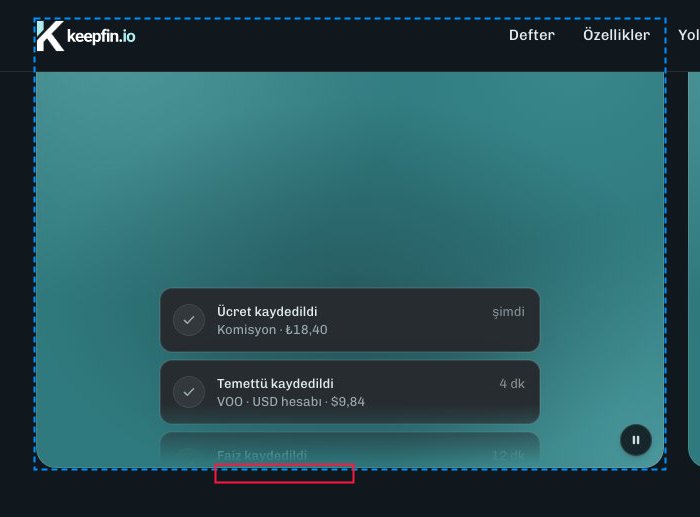 keepfin.io
Defter Özellikler Yol
Ücret kaydedildi şimdi
Komisyon · ₺18,40
Temettü kaydedildi 4 dk
VOO · USD hesabı · $9,84
Faiz kaydedildi 12 dk